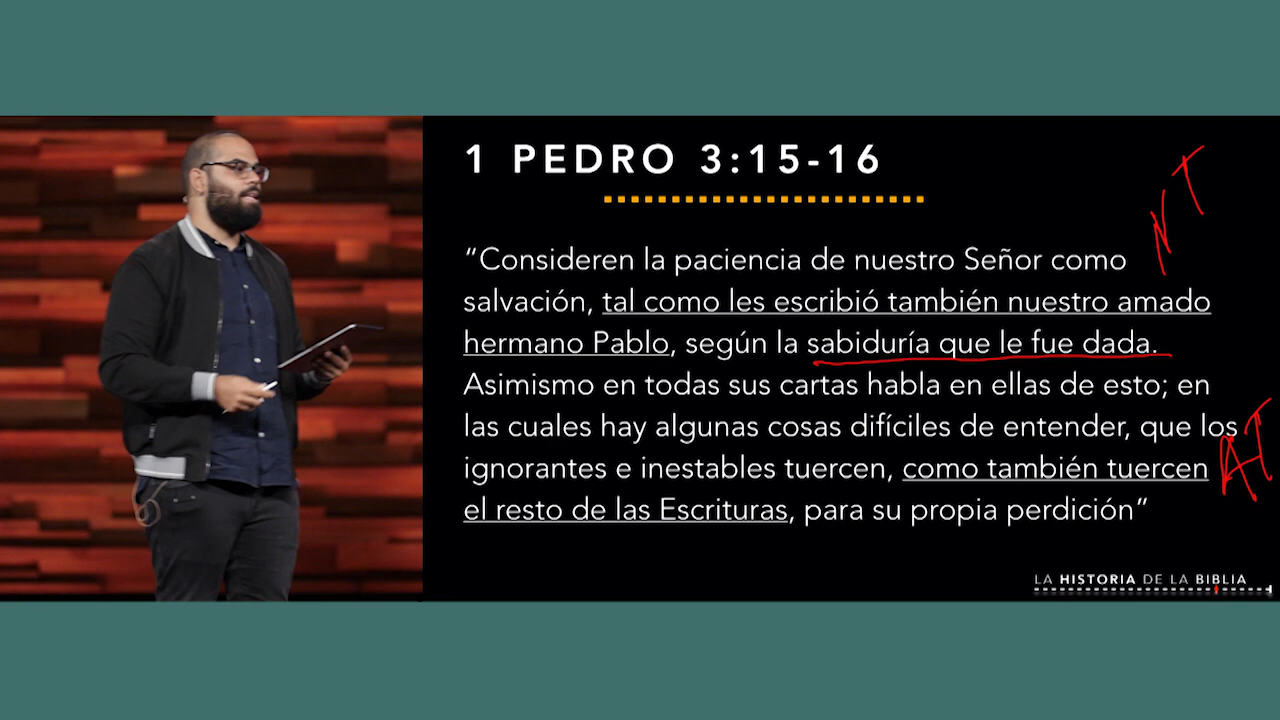 1 PEDRO 3:15-16
NT
“Consideren la paciencia de nuestro Señor como
salvación, tal como les escribió también nuestro amado
hermano Pablo, según la sabiduría que le fue dada.
Asimismo en todas sus cartas habla en ellas de esto; en
las cuales hay algunas cosas difíciles de entender, que los
AT
ignorantes e inestables tuercen, como también tuercen
el resto de las Escrituras, para su propia perdición”
LA HISTORIA DE LA BIBLIA